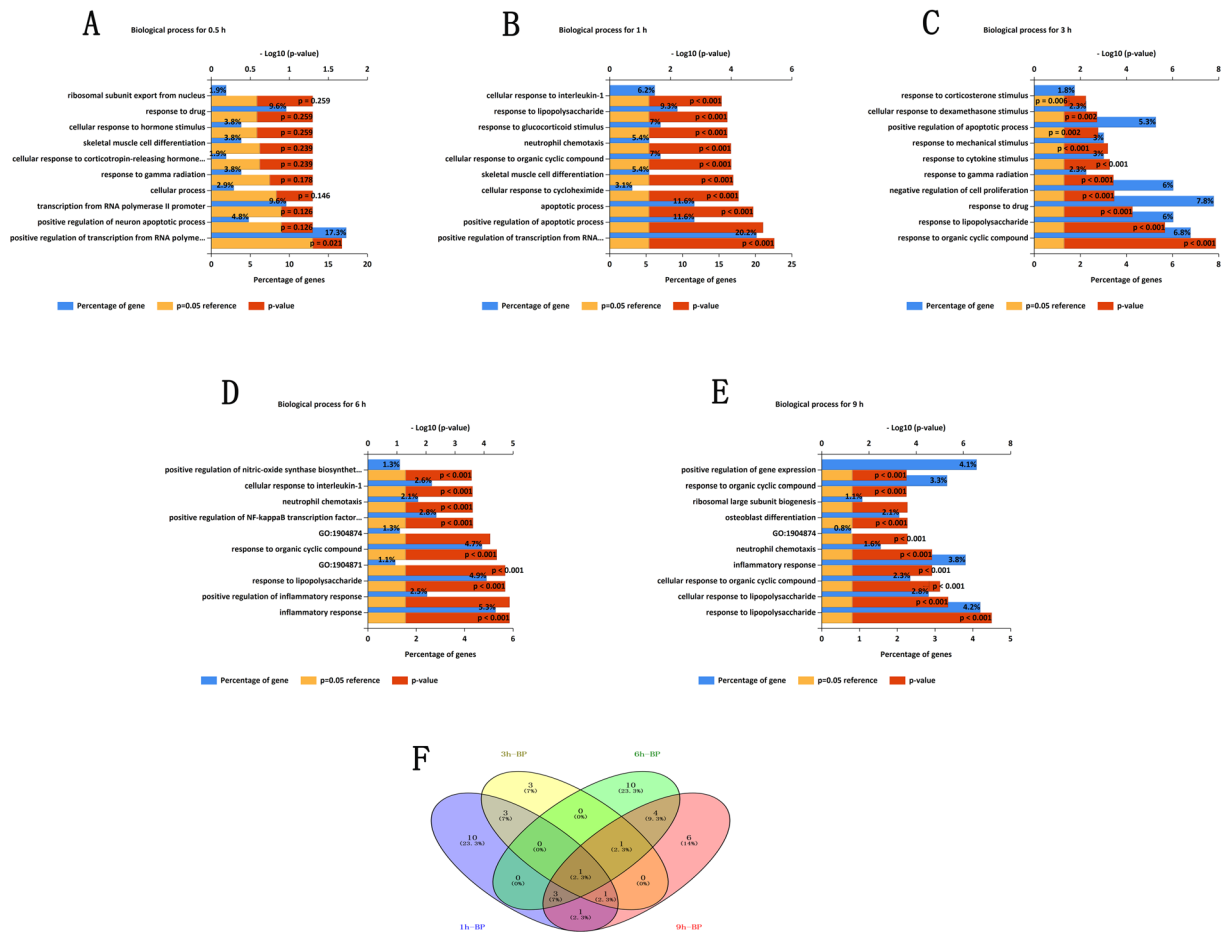 A
Biological process for 0.5 h
- Log10 (p-value)
0 0.5 1 1.5 2
ribosomal subunit export from nucleus
1.9%
p = 0.259
response to drug
9.6%
p = 0.259
cellular response to hormone stimulus
3.8%
p = 0.259
skeletal muscle cell differentiation
3.8%
p = 0.239
cellular response to corticotropin-releasing hormone...
1.9%
p = 0.239
response to gamma radiation
3.8%
p = 0.178
cellular process
2.9%
p = 0.146
transcription from RNA polymerase II promoter
9.6%
p = 0.126
positive regulation of neuron apoptotic process
4.8%
p = 0.126
positive regulation of transcription from RNA polyme...
17.3%
p = 0.021
0 5 10 15 20
Percentage of genes
Percentage of gene p=0.05 reference p-value
B
Biological process for 1 h
- Log10 (p-value)
0 2 4 6
cellular response to interleukin-1
6.2%
p < 0.001
response to lipopolysaccharide
9.3%
p < 0.001
response to glucocorticoid stimulus
7%
p < 0.001
neutrophil chemotaxis
5.4%
p < 0.001
cellular response to organic cyclic compound
7%
p < 0.001
skeletal muscle cell differentiation
5.4%
p < 0.001
cellular response to cycloheximide
3.1%
p < 0.001
apoptotic process
11.6%
p < 0.001
positive regulation of apoptotic process
11.6%
positive regulation of transcription from RNA...
20.2%
p < 0.001
0 5 10 15 20 25
Percentage of genes
Percentage of gene p=0.05 reference p-value
C
Biological process for 3 h
- Log10 (p-value)
0 2 4 6 8
response to corticosterone stimulus
1.8%
p = 0.006
cellular response to dexamethasone stimulus
2.3%
p = 0.002
positive regulation of apoptotic process
5.3%
p = 0.002
response to mechanical stimulus
3%
p < 0.001
response to cytokine stimulus
3%
p < 0.001
response to gamma radiation
2.3%
p < 0.001
negative regulation of cell proliferation
6%
p < 0.001
response to drug
7.8%
p < 0.001
response to lipopolysaccharide
6%
p < 0.001
response to organic cyclic compound
6.8%
p < 0.001
0 2 4 6 8
Percentage of genes
Percentage of gene p=0.05 reference p-value
D
Biological process for 6 h
- Log10 (p-value)
0 1 2 3 4 5
positive regulation of nitric-oxide synthase biosynthet...
1.3%
p < 0.001
cellular response to interleukin-1
2.6%
p < 0.001
neutrophil chemotaxis
2.1%
p < 0.001
positive regulation of NF-kappaB transcription factor...
2.8%
p < 0.001
GO:1904874
1.3%
response to organic cyclic compound
4.7%
p < 0.001
GO:1904871
1.1%
p < 0.001
response to lipopolysaccharide
4.9%
p < 0.001
positive regulation of inflammatory response
2.5%
inflammatory response
5.3%
p < 0.001
0 2 4 6
Percentage of genes
Percentage of gene p=0.05 reference p-value
E
Biological process for 9 h
- Log10 (p-value)
0 2 4 6 8
positive regulation of gene expression
4.1%
p < 0.001
response to organic cyclic compound
3.3%
p < 0.001
ribosomal large subunit biogenesis
1.1%
osteoblast differentiation
2.1%
p < 0.001
GO:1904874
0.8%
p < 0.001
neutrophil chemotaxis
1.6%
p < 0.001
inflammatory response
3.8%
p < 0.001
cellular response to organic cyclic compound
2.3%
p < 0.001
cellular response to lipopolysaccharide
2.8%
p < 0.001
response to lipopolysaccharide
4.2%
p < 0.001
0 1 2 3 4 5
Percentage of genes
Percentage of gene p=0.05 reference p-value
F
3h-BP 6h-BP
3
(7%)
10
(23.3%)
3
(7%)
0
(0%)
4
(9.3%)
10
(23.3%)
0
(0%)
1
(2.3%)
6
(14%)
0
(0%)
1
(2.3%)
0
(0%)
3
(7%)
1
(2.3%)
1
(2.3%)
1h-BP 9h-BP